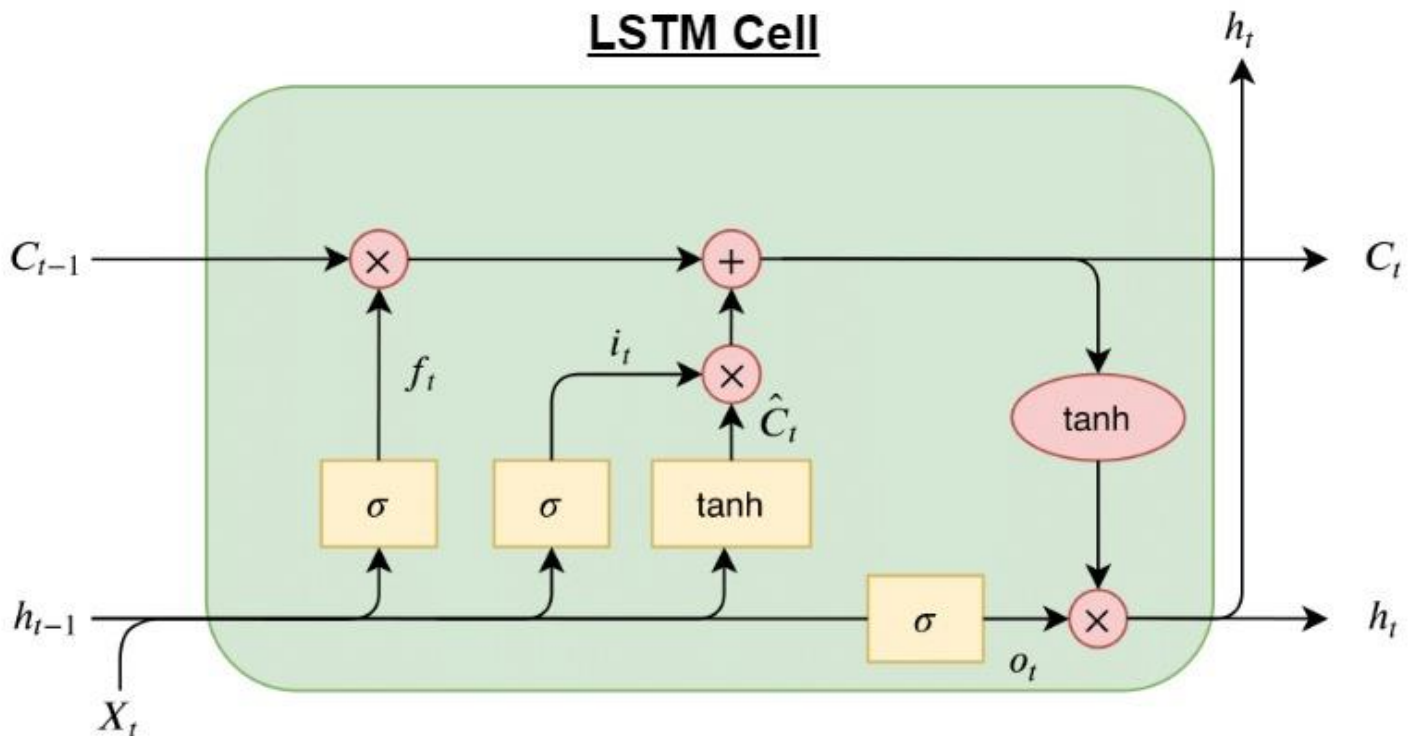 LSTM Cell
h_t
C_{t-1}
×
+
C_t
f_t
i_t
×
Ĉ_t
tanh
σ
σ
tanh
h_{t-1}
σ
×
h_t
o_t
X_t